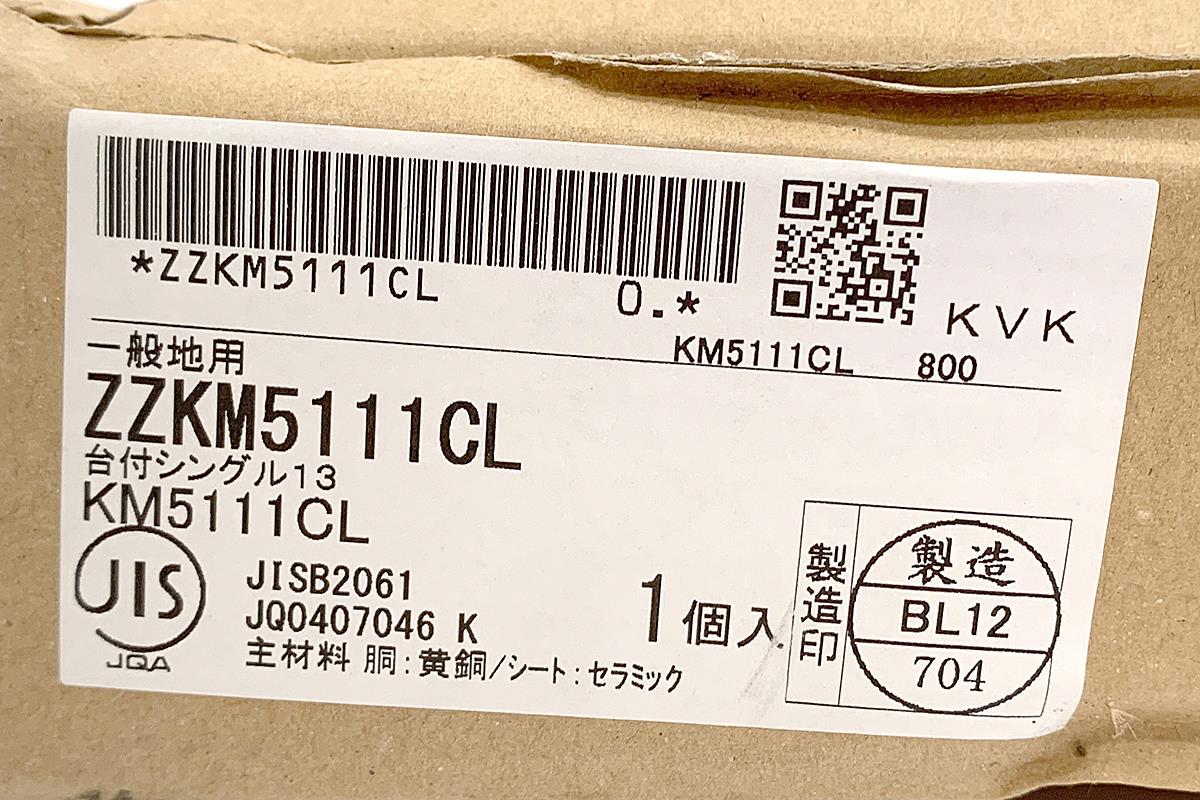 *ZZKM5111CL 0.*
KVK
KM5111CL 800
一般地用
ZZKM5111CL
台付シングル13
KM5111CL
JIS
JQA
JISB2061
JQ0407046 K
主材料 胴:黄銅/シート:セラミック
1個入
製造印
製造
BL12
704